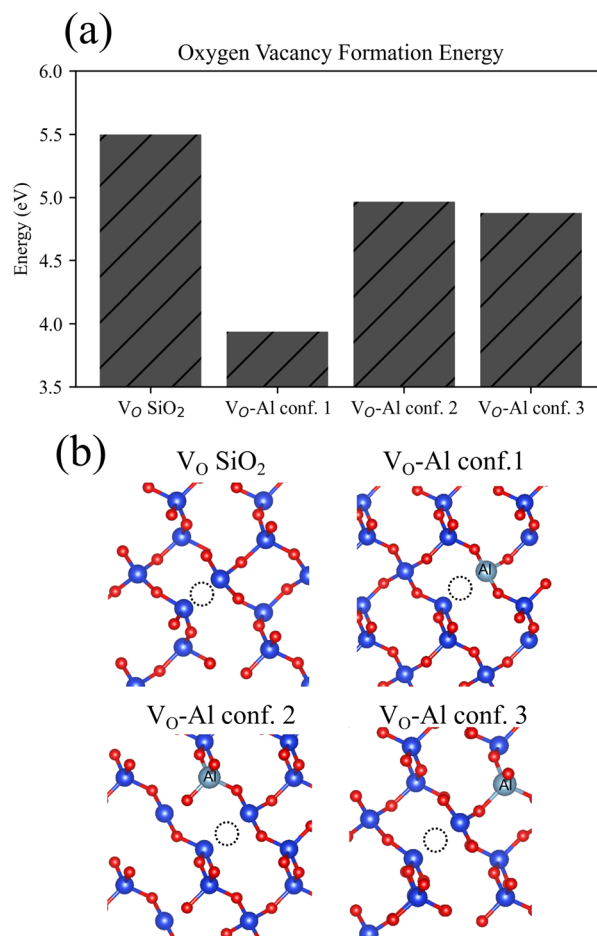 (a)
Oxygen Vacancy Formation Energy
6.0
5.5
5.0
4.5
4.0
3.5
Energy (eV)
V_O SiO₂
V_O-Al conf. 1
V_O-Al conf. 2
V_O-Al conf. 3
(b)
V_O SiO₂
V_O-Al conf.1
Al
V_O-Al conf. 2
V_O-Al conf. 3
Al
Al